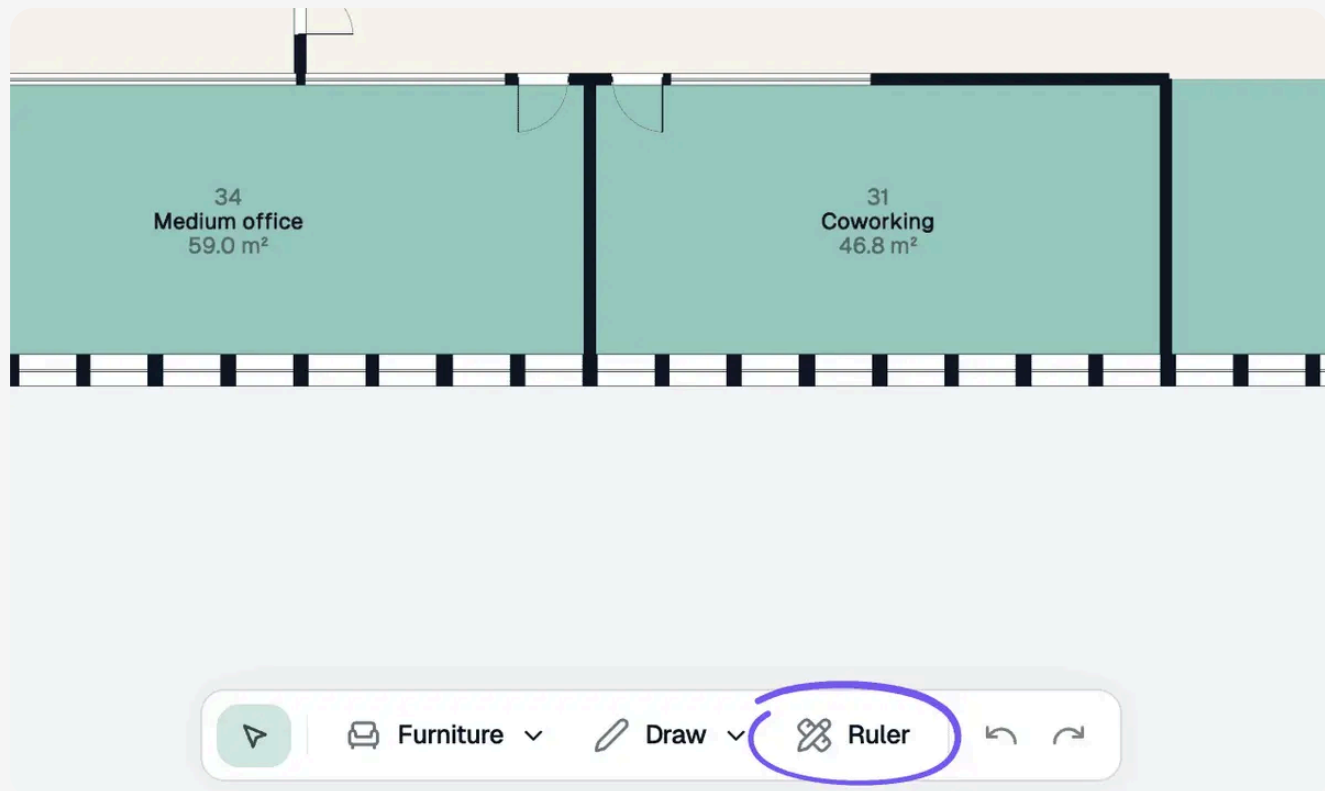 34
Medium office
59.0 m²
31
Coworking
46.8 m²
Furniture
Draw
Ruler